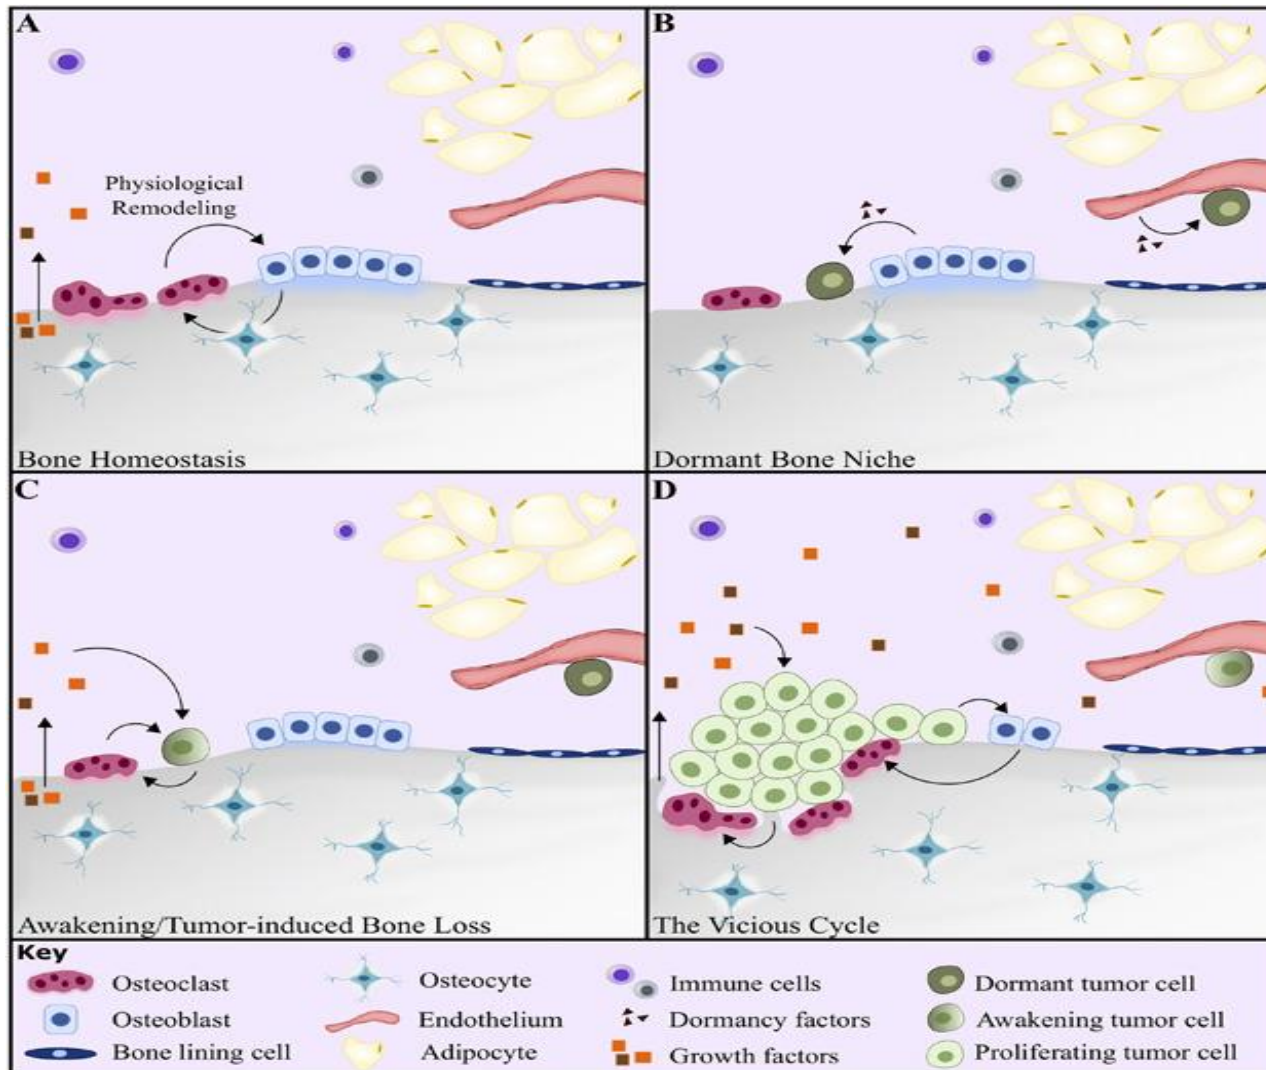 A
Physiological
Remodeling
Bone Homeostasis
B
Dormant Bone Niche
C
Awakening/Tumor-induced Bone Loss
D
The Vicious Cycle
Key
Osteoclast
Osteoblast
Bone lining cell
Osteocyte
Endothelium
Adipocyte
Immune cells
Dormancy factors
Growth factors
Dormant tumor cell
Awakening tumor cell
Proliferating tumor cell